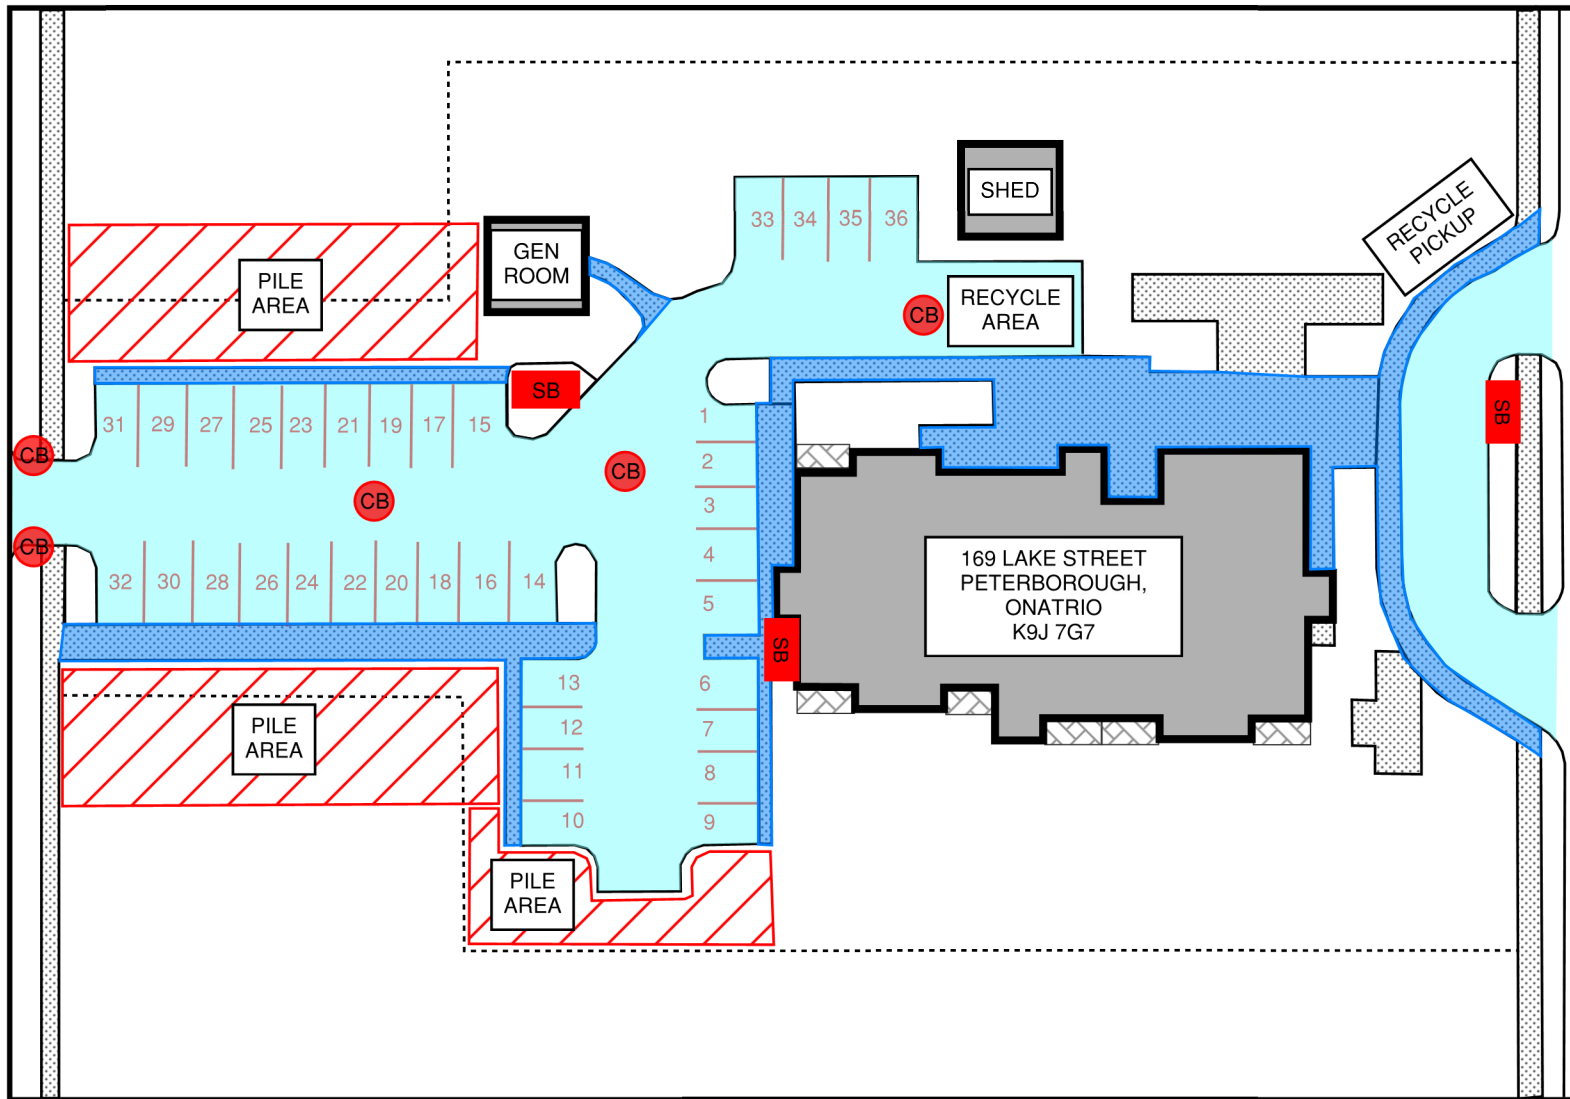 SHED
RECYCLE
PICKUP
33 34 35 36
GEN
ROOM
PILE
AREA
CB
RECYCLE
AREA
SB
SB
31 29 27 25 23 21 19 17 15
1
CB
2
CB
CB
3
CB
4
32 30 28 26 24 22 20 18 16 14
5
169 LAKE STREET
PETERBOROUGH,
ONATRIO
K9J 7G7
SB
13
6
12
7
PILE
AREA
11
8
10
9
PILE
AREA